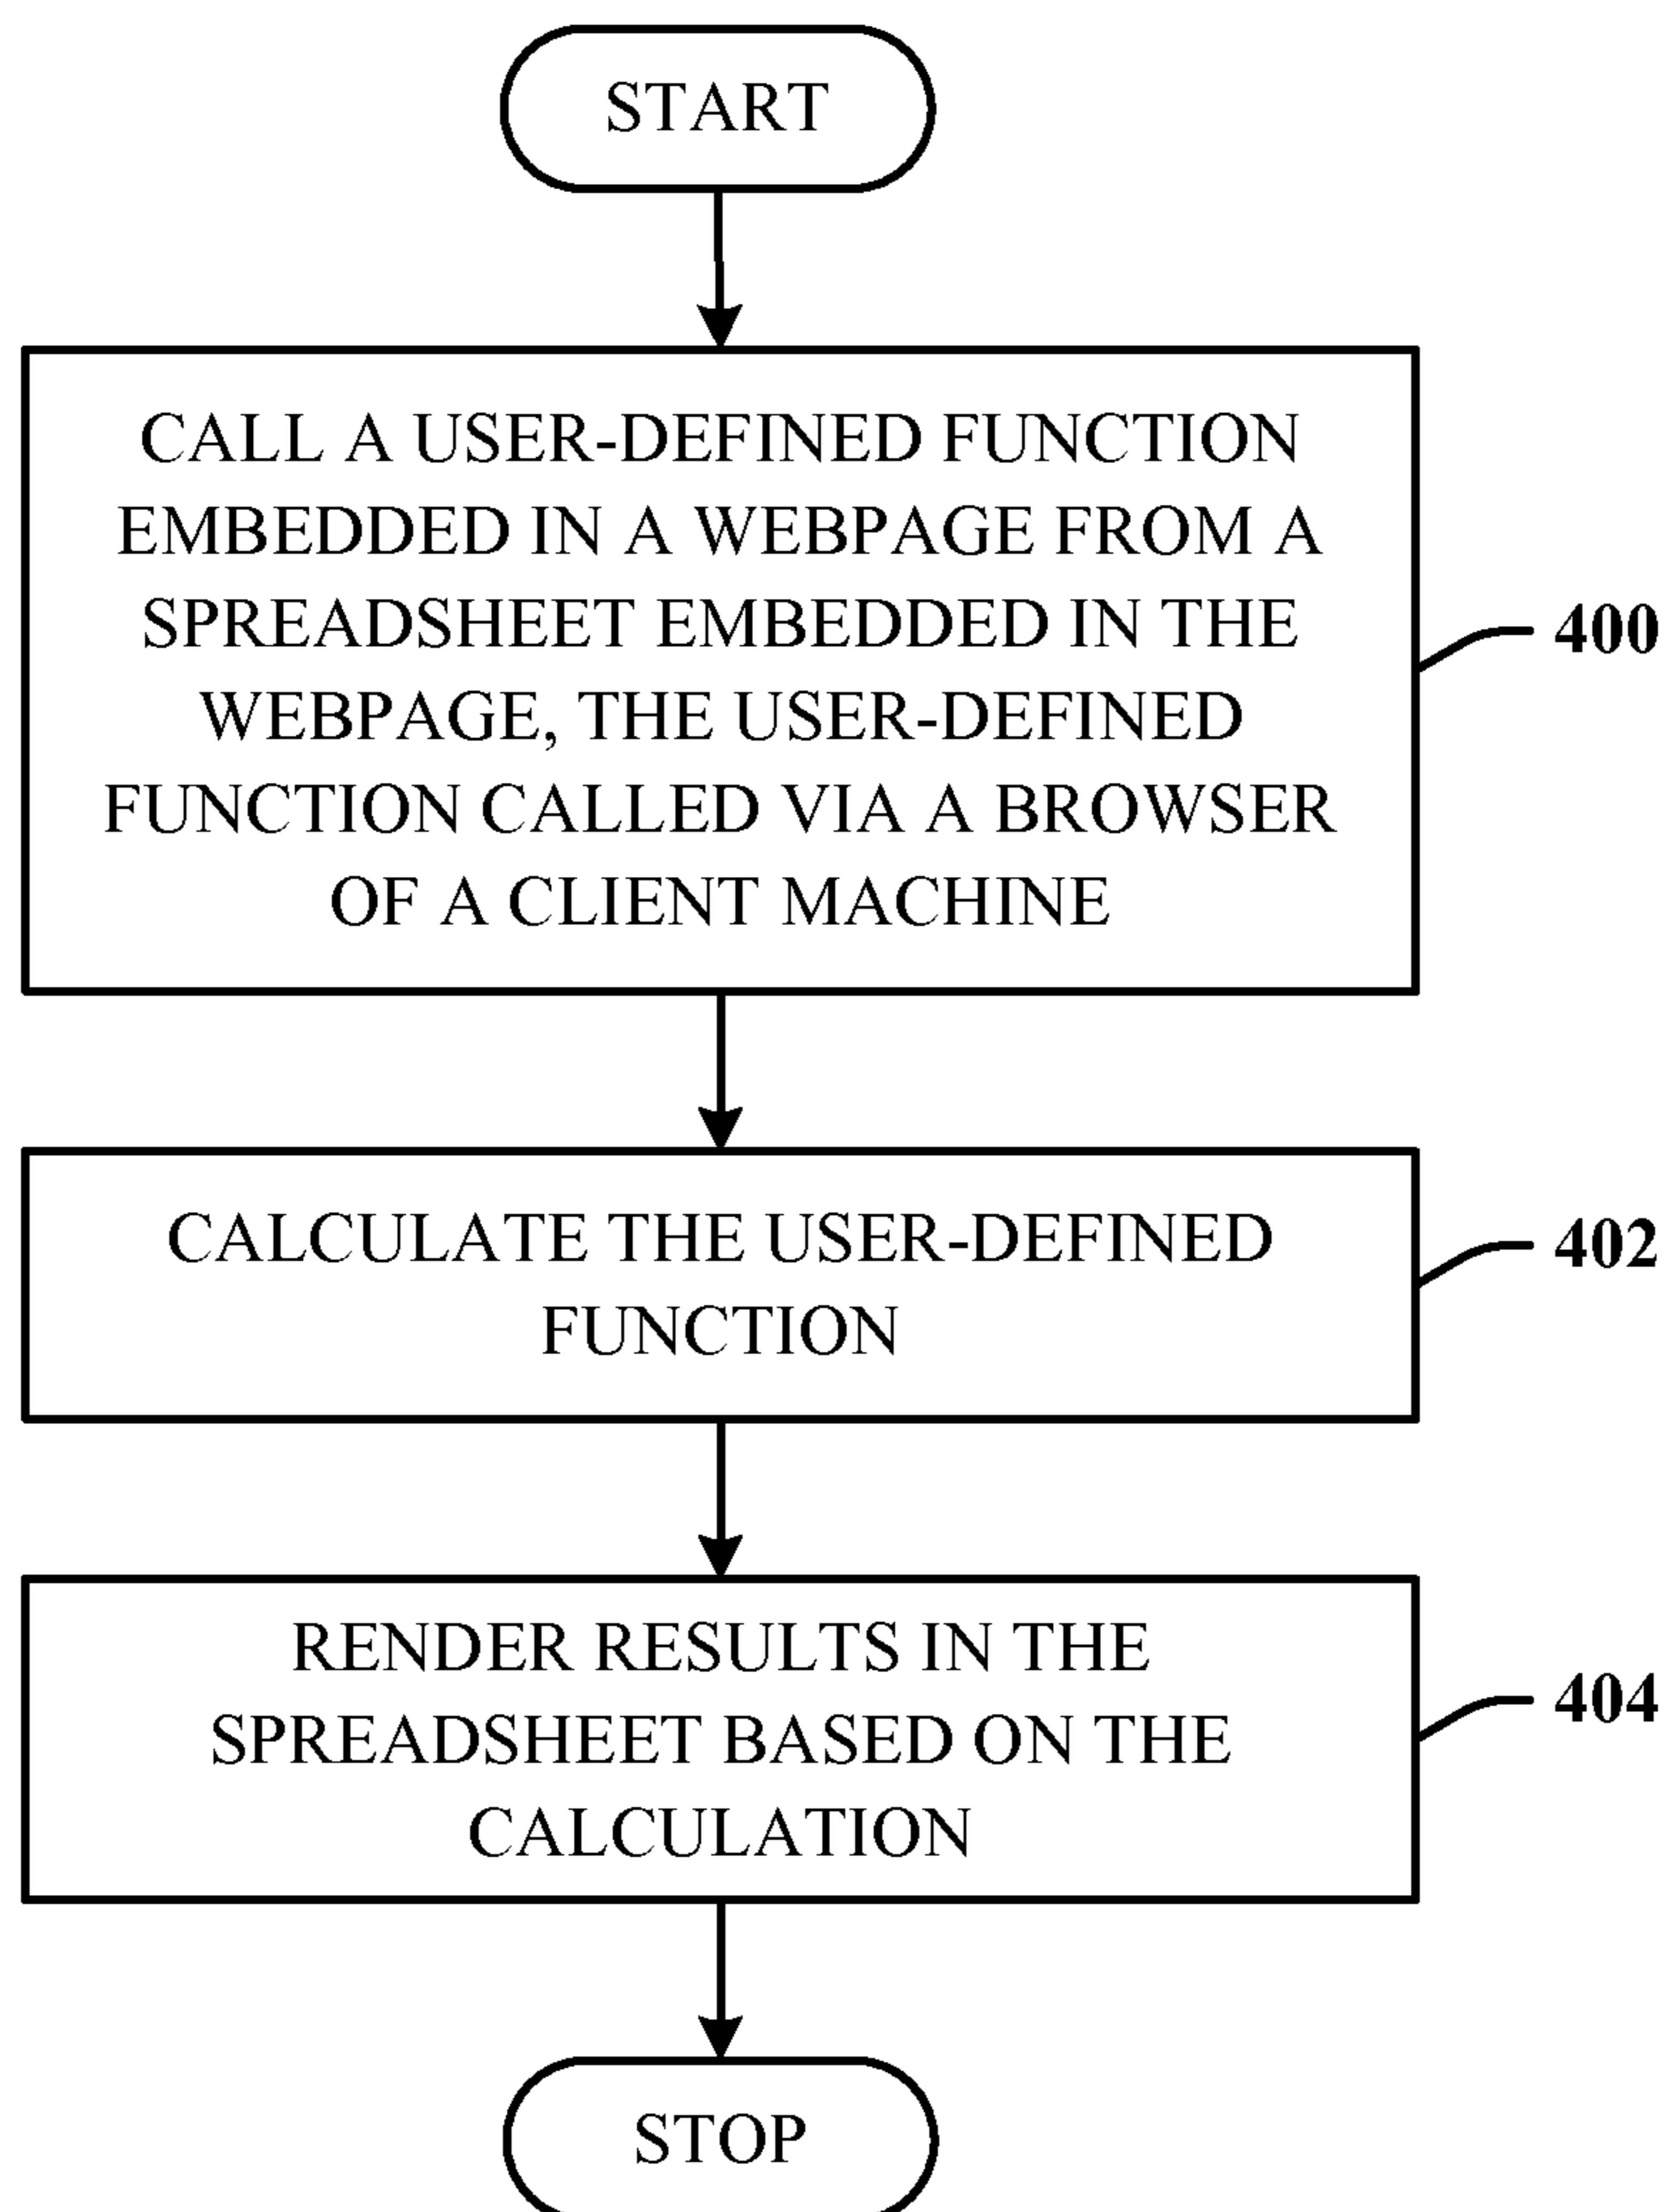 START
CALL A USER-DEFINED FUNCTION
EMBEDDED IN A WEBPAGE FROM A
SPREADSHEET EMBEDDED IN THE
WEBPAGE, THE USER-DEFINED
FUNCTION CALLED VIA A BROWSER
OF A CLIENT MACHINE
400
CALCULATE THE USER-DEFINED
FUNCTION
402
RENDER RESULTS IN THE
SPREADSHEET BASED ON THE
CALCULATION
404
STOP